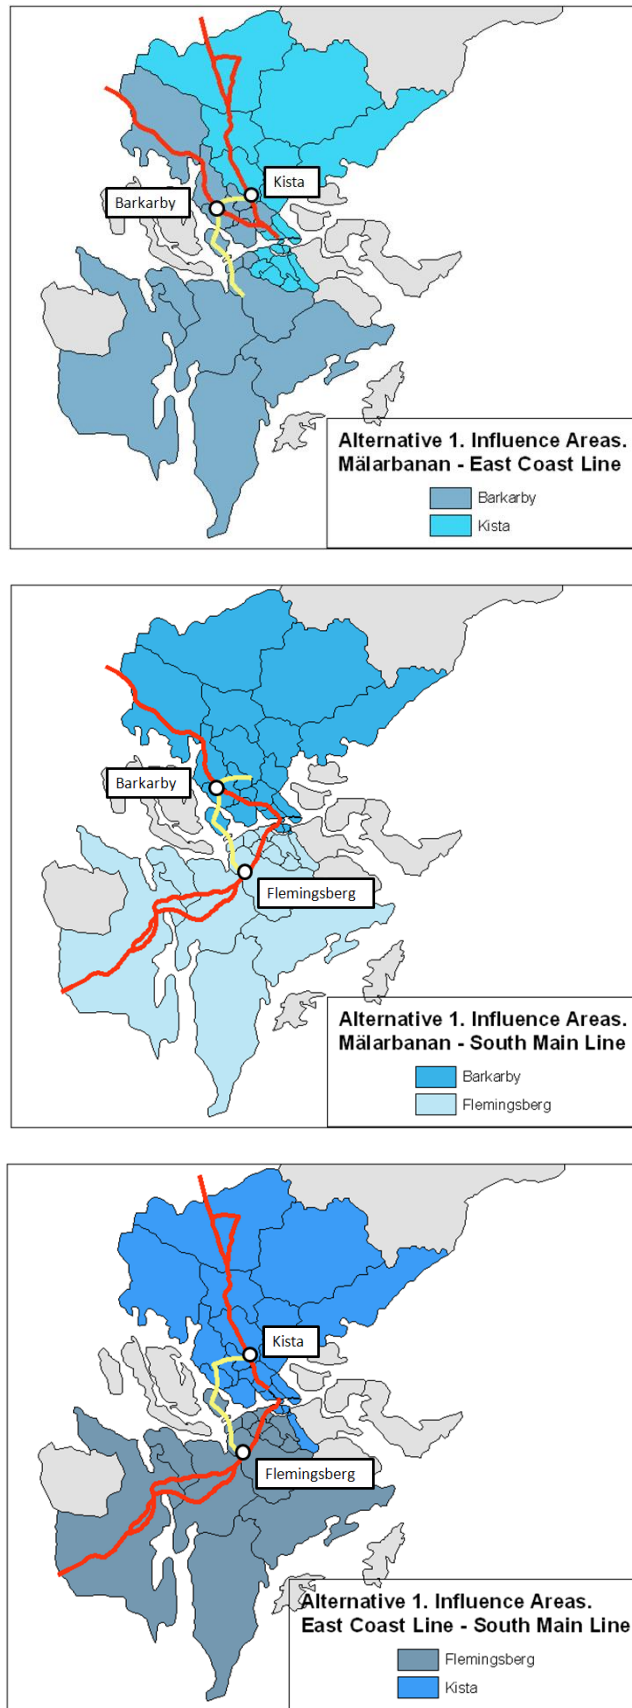 Kista
Barkarby
Alternative 1. Influence Areas.
Mälarbanan - East Coast Line
Barkarby
Kista
Barkarby
Flemingsberg
Alternative 1. Influence Areas.
Mälarbanan - South Main Line
Barkarby
Flemingsberg
Kista
Flemingsberg
Alternative 1. Influence Areas.
East Coast Line - South Main Line
Flemingsberg
Kista